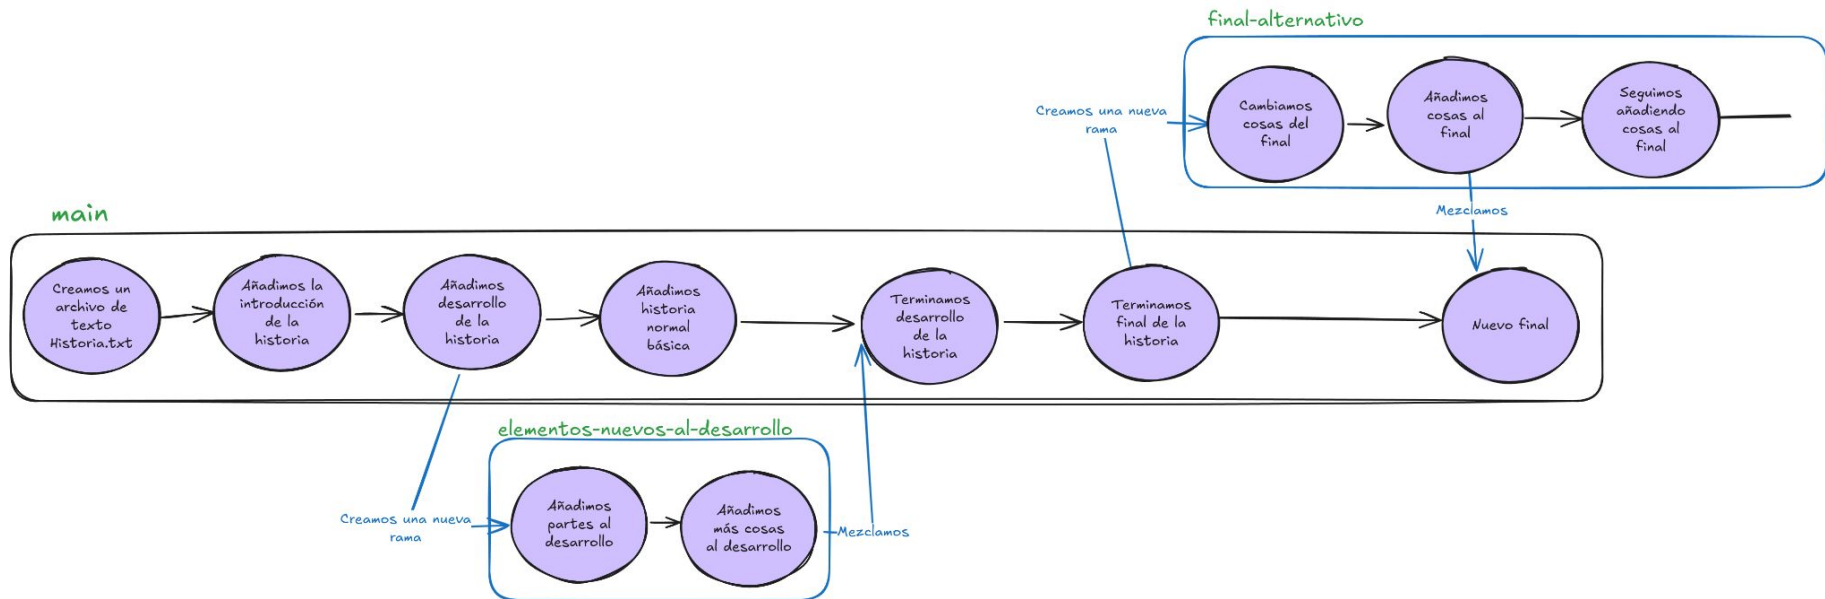 final-alternativo
Creamos una nueva
rama
Cambiamos
cosas del
final
Añadimos
cosas al
final
Seguimos
añadiendo
cosas al
final
Mezclamos
main
Creamos un
archivo de
texto
Historia.txt
Añadimos la
introducción
de la
historia
Añadimos
desarrollo
de la
historia
Añadimos
historia
normal
básica
Terminamos
desarrollo
de la
historia
Terminamos
final de la
historia
Nuevo final
elementos-nuevos-al-desarrollo
Creamos una nueva
rama
Añadimos
partes al
desarrollo
Añadimos
más cosas
al desarrollo
Mezclamos